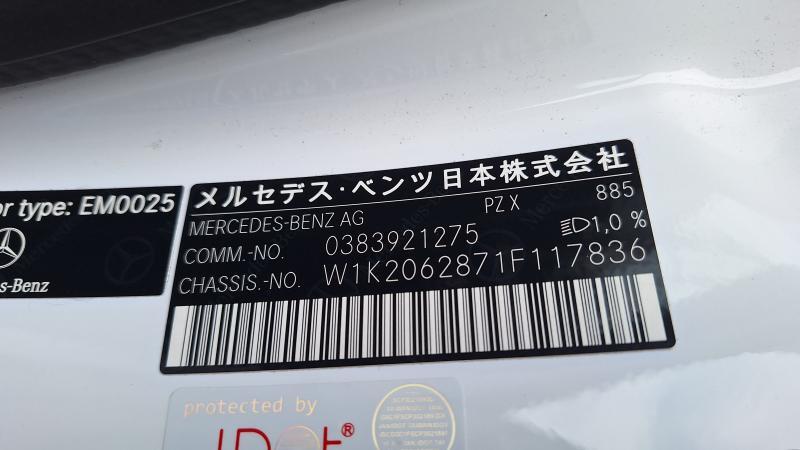 メルセデス・ベンツ日本株式会社
MERCEDES-BENZ AG PZ X 885
COMM.-NO. 0383921275 1,0 %
CHASSIS.-NO. W1K2062871F117836
or type: EM0025
s-Benz
protected by
IDOT®